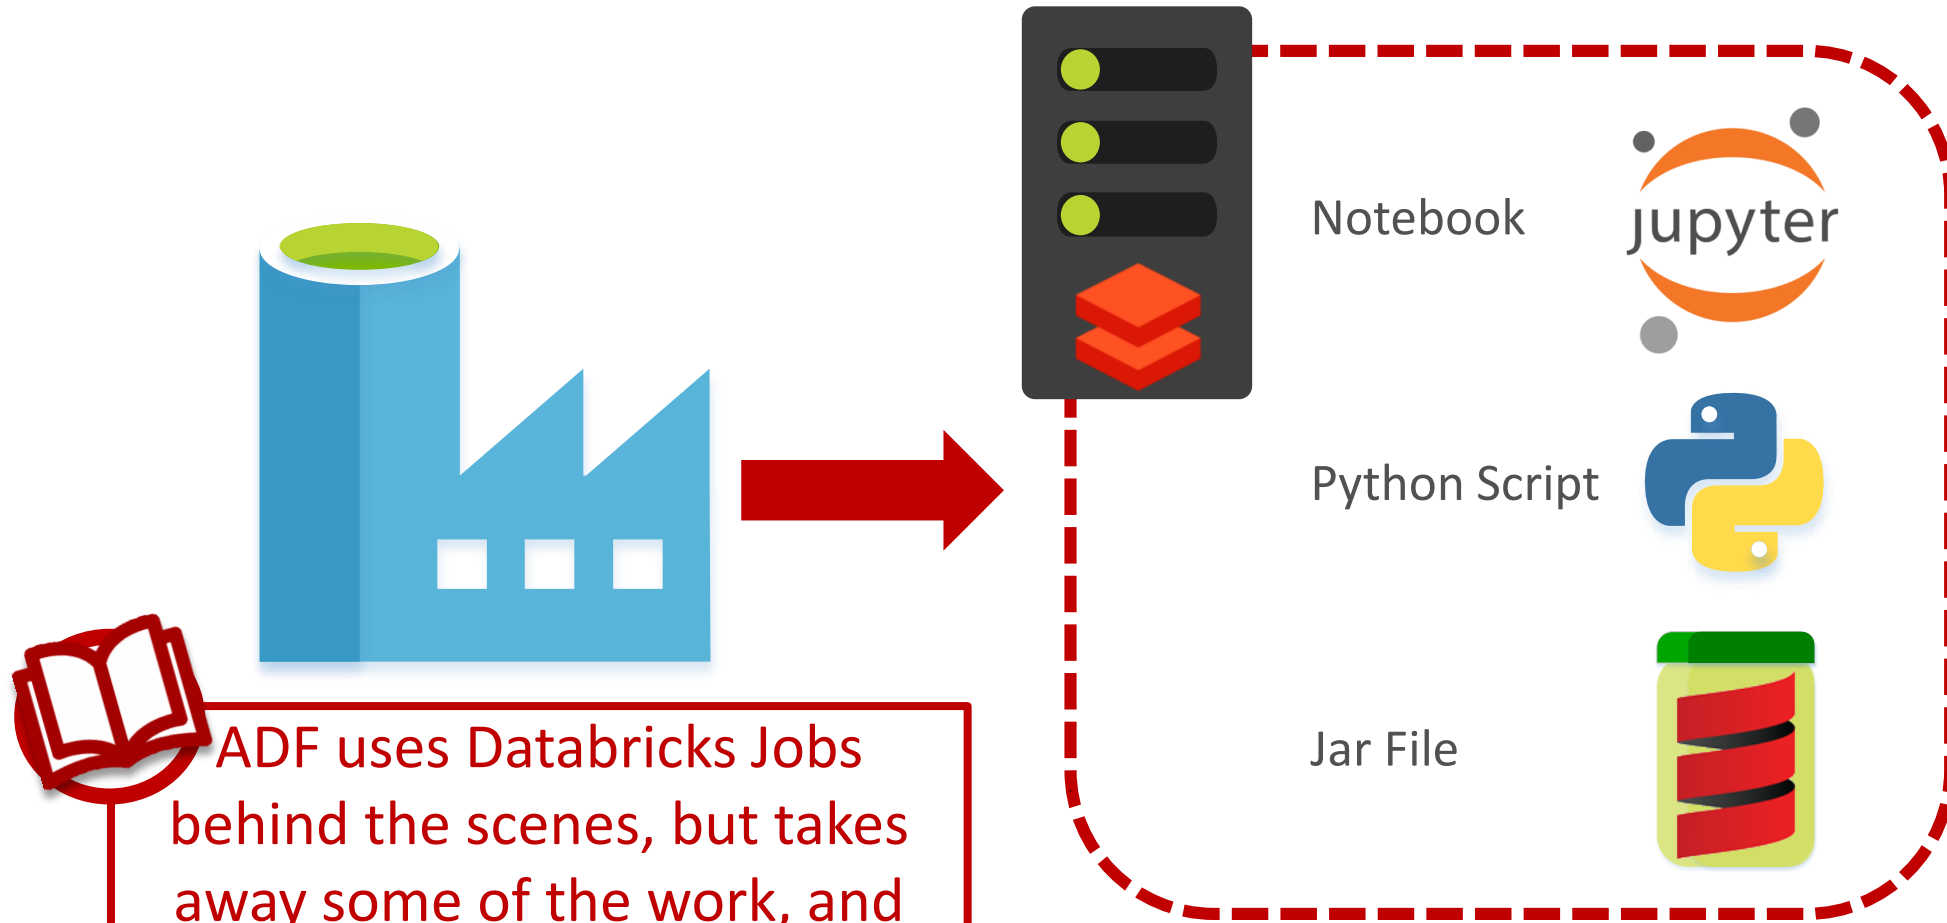 Notebook
jupyter
Python Script
Jar File
ADF uses Databricks Jobs
behind the scenes, but takes
away some of the work, and